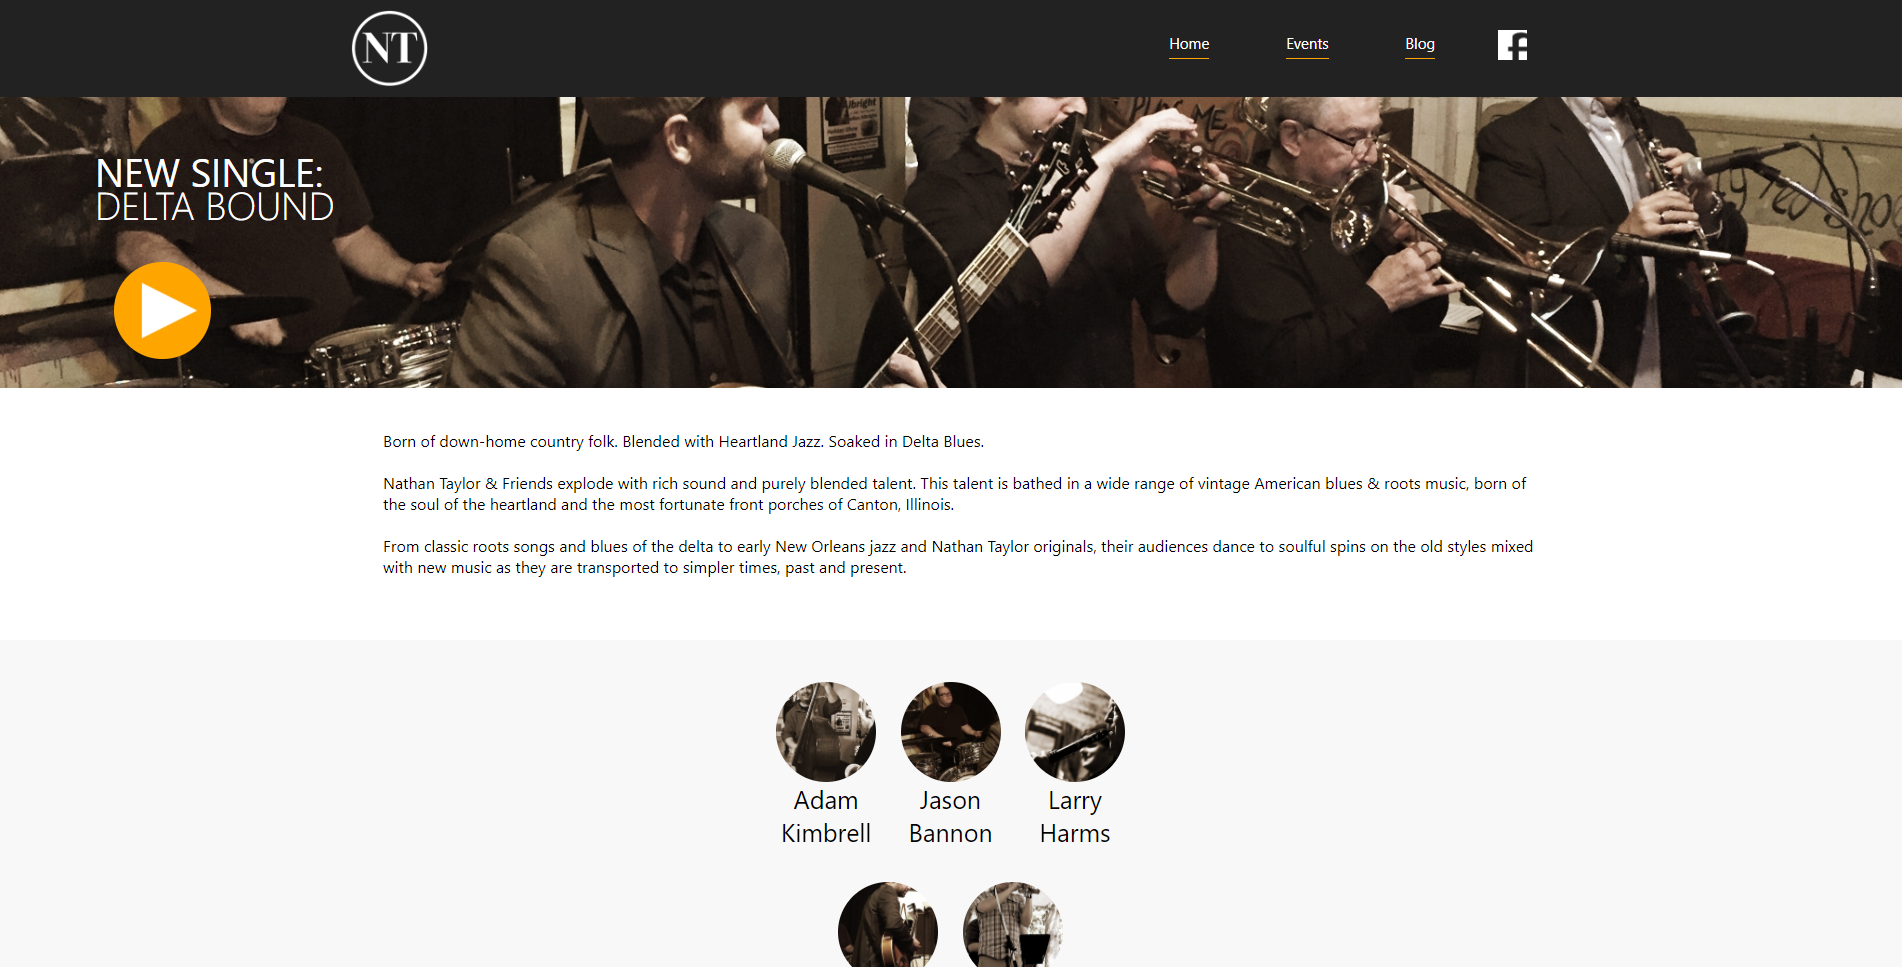 NT
Home
Events
Blog
NEW SINGLE:
DELTA BOUND
Born of down-home country folk. Blended with Heartland Jazz. Soaked in Delta Blues.
Nathan Taylor & Friends explode with rich sound and purely blended talent. This talent is bathed in a wide range of vintage American blues & roots music, born of
the soul of the heartland and the most fortunate front porches of Canton, Illinois.
From classic roots songs and blues of the delta to early New Orleans jazz and Nathan Taylor originals, their audiences dance to soulful spins on the old styles mixed
with new music as they are transported to simpler times, past and present.
Adam
Kimbrell
Jason
Bannon
Larry
Harms